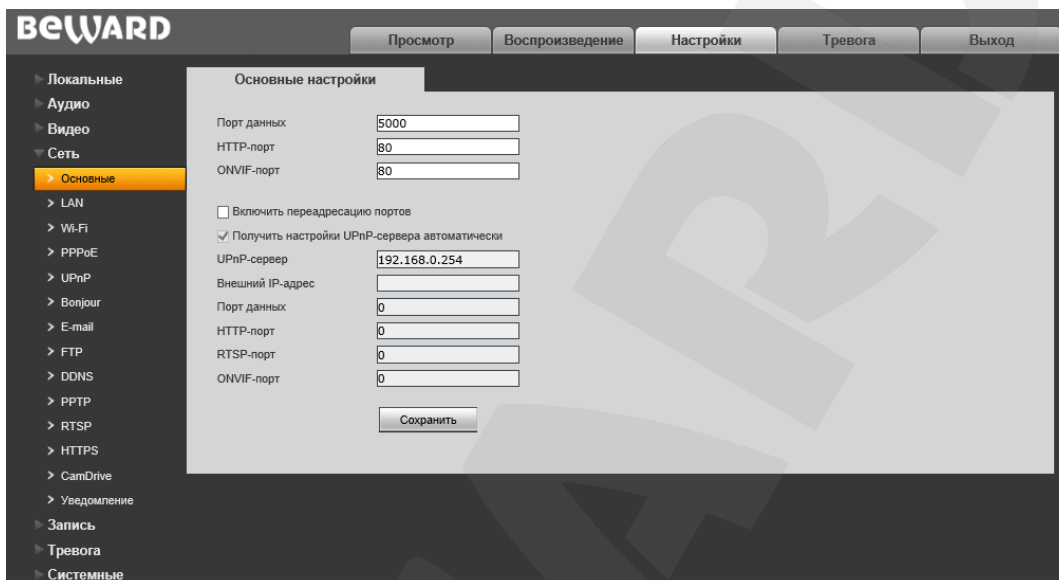 BEWARD
Просмотр
Воспроизведение
Настройки
Тревога
Выход
Локальные
Аудио
Видео
Сеть
Основные
LAN
Wi-Fi
PPPoE
UPnP
Bonjour
E-mail
FTP
DDNS
PPTP
RTSP
HTTPS
CamDrive
Уведомление
Запись
Тревога
Системные
Основные настройки
Порт данных 5000
HTTP-порт 80
ONVIF-порт 80
Включить переадресацию портов
Получить настройки UPnP-сервера автоматически
UPnP-сервер 192.168.0.254
Внешний IP-адрес
Порт данных 0
HTTP-порт 0
RTSP-порт 0
ONVIF-порт 0
Сохранить